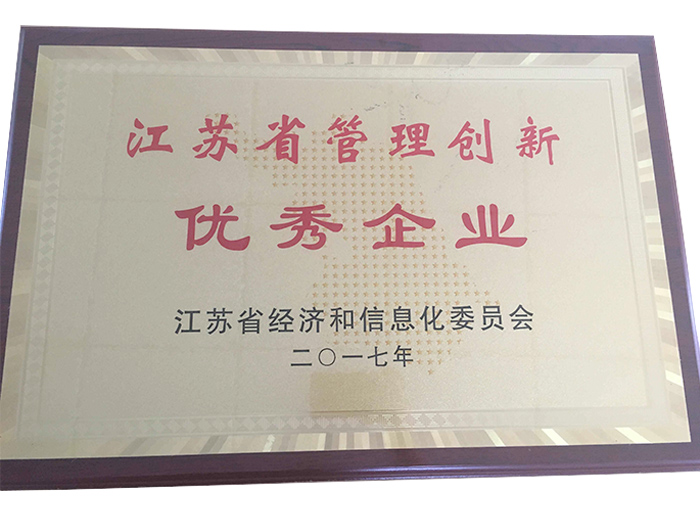 江苏省管理创新
优秀企业
江苏省经济和信息化委员会
二〇一七年